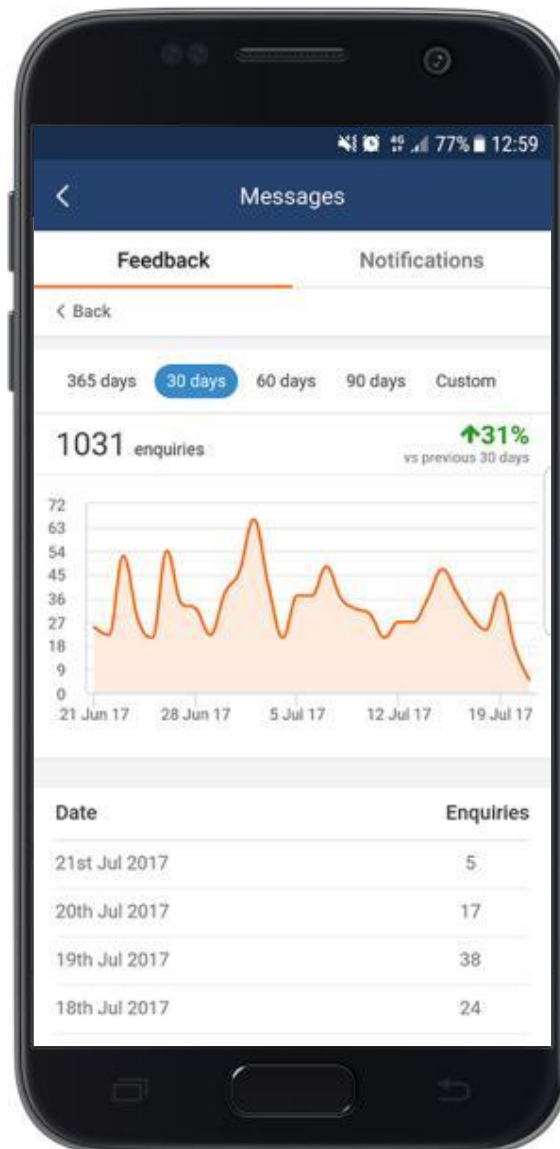 4G 77% 12:59
Messages
Feedback Notifications
< Back
365 days 30 days 60 days 90 days Custom
1031 enquiries 31%
vs previous 30 days
72
63
54
45
36
27
18
9
0
21 Jun 17 28 Jun 17 5 Jul 17 12 Jul 17 19 Jul 17
Date Enquiries
21st Jul 2017 5
20th Jul 2017 17
19th Jul 2017 38
18th Jul 2017 24